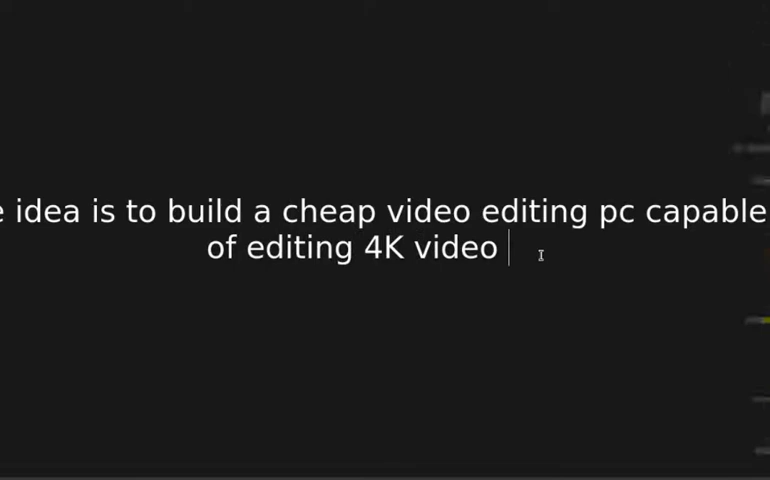 idea is to build a cheap video editing pc capable
of editing 4K video